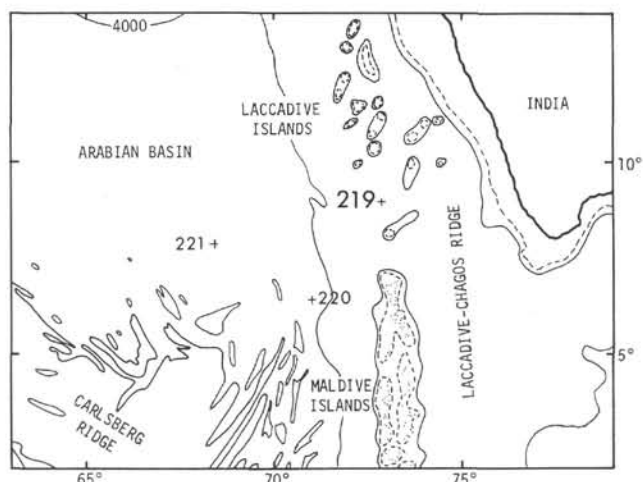 4000
LACCADIVE
ISLANDS
INDIA
ARABIAN BASIN
10°
219+
221+
+220
LACCADIVE-CHAGOS RIDGE
5°
MALDIVE
ISLANDS
CARLSBERG
RIDGE
65°
70°
75°